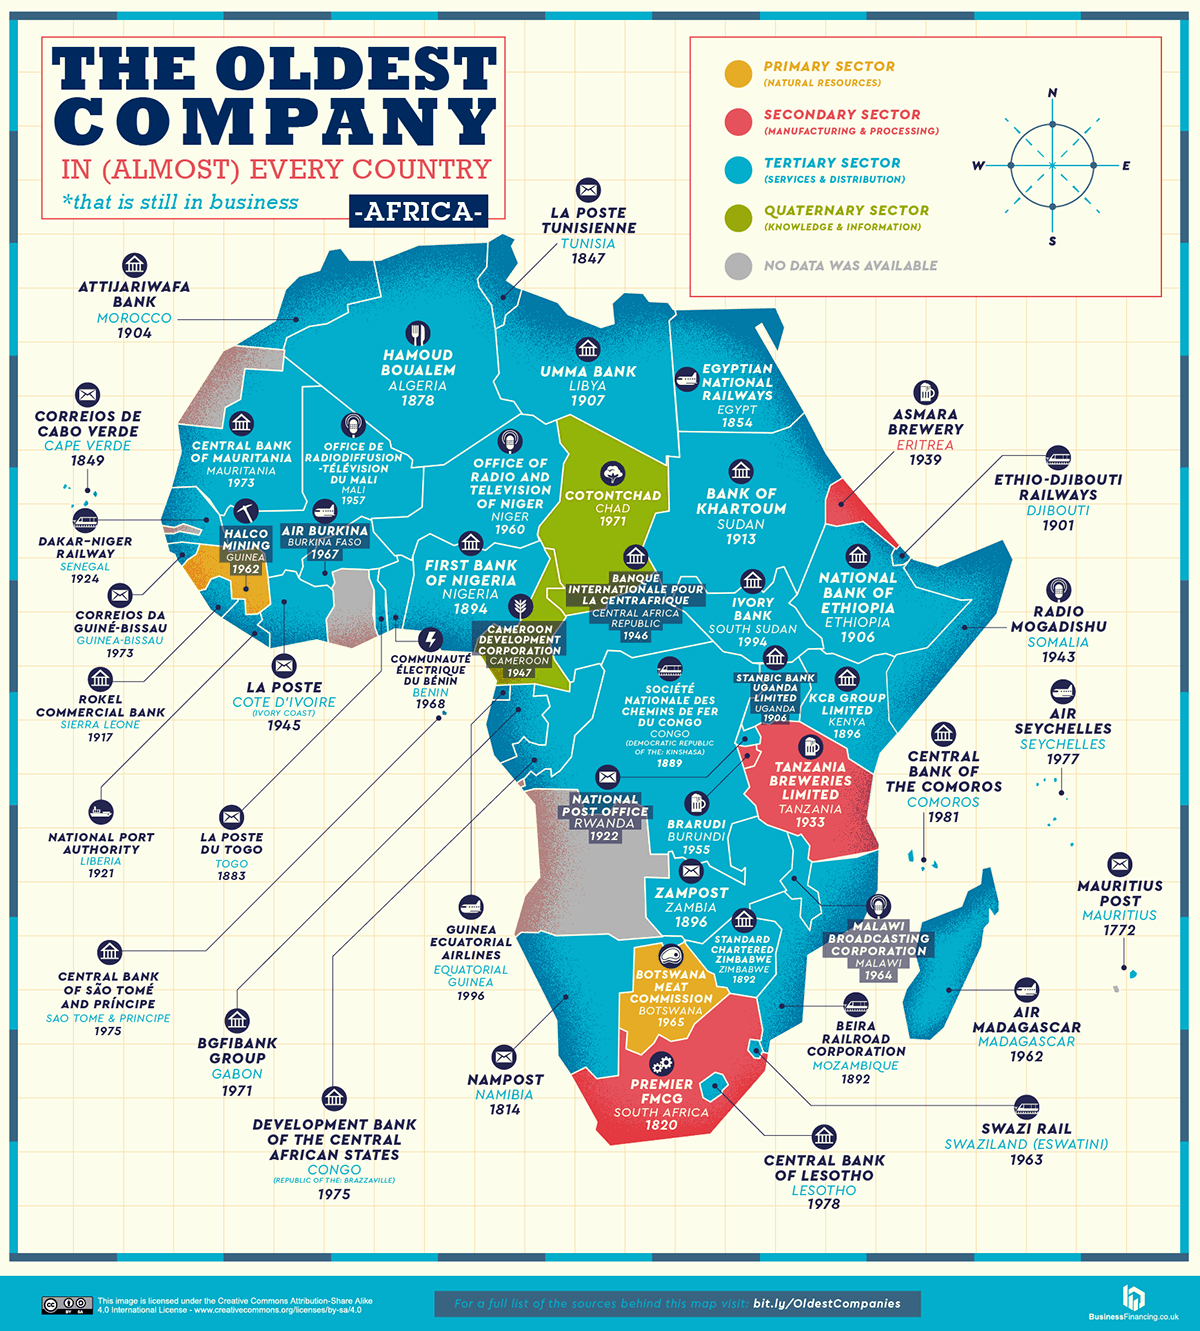 THE OLDEST
COMPANY
IN (ALMOST) EVERY COUNTRY
*that is still in business
-AFRICA-
PRIMARY SECTOR
(NATURAL RESOURCES)
SECONDARY SECTOR
(MANUFACTURING & PROCESSING)
TERTIARY SECTOR
(SERVICES & DISTRIBUTION)
QUATERNARY SECTOR
(KNOWLEDGE & INFORMATION)
NO DATA WAS AVAILABLE
N
W
E
S
LA POSTE
TUNISIENNE
TUNISIA
1847
ATTIJARIWAFA
BANK
MOROCCO
1904
HAMOUD
BOUALEM
ALGERIA
1878
UMMA BANK
LIBYA
1907
EGYPTIAN
NATIONAL
RAILWAYS
EGYPT
1854
CORREIOS DE
CABO VERDE
CAPE VERDE
1849
CENTRAL BANK
OF MAURITANIA
MAURITANIA
1973
OFFICE DE
RADIODIFFUSION
-TÉLÉVISION
DU MALI
MALI
1957
OFFICE OF
RADIO AND
TELEVISION
OF NIGER
NIGER
1960
COTONTCHAD
CHAD
1971
BANK OF
KHARTOUM
SUDAN
1913
ASMARA
BREWERY
ERITREA
1939
ETHIO-DJIBOUTI
RAILWAYS
DJIBOUTI
1901
DAKAR-NIGER
RAILWAY
SENEGAL
1924
HALCO
MINING
GUINEA
1962
AIR BURKINA
BURKINA FASO
1967
FIRST BANK
OF NIGERIA
NIGERIA
1894
BANQUE
INTERNATIONALE POUR
LA CENTRAFRIQUE
CENTRAL AFRICA
REPUBLIC
1946
IVORY
BANK
SOUTH SUDAN
1994
NATIONAL
BANK OF
ETHIOPIA
ETHIOPIA
1906
RADIO
MOGADISHU
SOMALIA
1943
CORREIOS DA
GUINÉ-BISSAU
GUINEA-BISSAU
1973
CAMEROON
DEVELOPMENT
CORPORATION
CAMEROON
1947
COMMUNAUTÉ
ÉLECTRIQUE
DU BÉNIN
BENIN
1968
ROKEL
COMMERCIAL BANK
SIERRA LEONE
1917
LA POSTE
COTE D'IVOIRE
(IVORY COAST)
1945
SOCIÉTÉ
NATIONALE DES
CHEMINS DE FER
DU CONGO
CONGO
(DEMOCRATIC REPUBLIC
OF THE: KINSHASA)
1889
STANBIC BANK
UGANDA
LIMITED
UGANDA
1906
KCB GROUP
LIMITED
KENYA
1896
AIR
SEYCHELLES
SEYCHELLES
1977
CENTRAL
BANK OF
THE COMOROS
COMOROS
1981
TANZANIA
BREWERIES
LIMITED
TANZANIA
1933
NATIONAL
POST OFFICE
RWANDA
1922
BRARUDI
BURUNDI
1955
NATIONAL PORT
AUTHORITY
LIBERIA
1921
LA POSTE
DU TOGO
TOGO
1883
ZAMPOST
ZAMBIA
1896
MAURITIUS
POST
MAURITIUS
1772
GUINEA
ECUATORIAL
AIRLINES
EQUATORIAL
GUINEA
1996
STANDARD
CHARTERED
ZIMBABWE
ZIMBABWE
1892
MALAWI
BROADCASTING
CORPORATION
MALAWI
1964
CENTRAL BANK
OF SÃO TOMÉ
AND PRÍNCIPE
SAO TOME & PRINCIPE
1975
BOTSWANA
MEAT
COMMISSION
BOTSWANA
1965
BGFIBANK
GROUP
GABON
1971
NAMPOST
NAMIBIA
1814
BEIRA
RAILROAD
CORPORATION
MOZAMBIQUE
1892
AIR
MADAGASCAR
MADAGASCAR
1962
PREMIER
FMCG
SOUTH AFRICA
1820
DEVELOPMENT BANK
OF THE CENTRAL
AFRICAN STATES
CONGO
(REPUBLIC OF THE: BRAZZAVILLE)
1975
SWAZI RAIL
SWAZILAND (ESWATINI)
1963
CENTRAL BANK
OF LESOTHO
LESOTHO
1978
cc BY SA
This image is licensed under the Creative Commons Attribution-Share Alike
4.0 International License - www.creativecommons.org/licenses/by-sa/4.0
For a full list of the sources behind this map visit: bit.ly/OldestCompanies
BusinessFinancing.co.uk